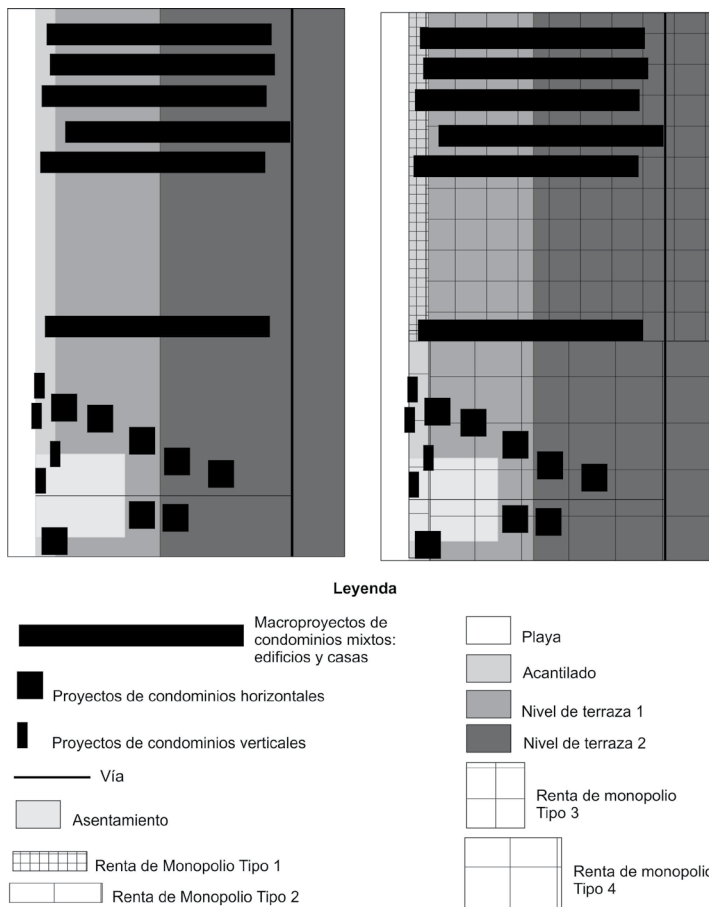 Leyenda
Macroproyectos de
condominios mixtos:
edificios y casas
Proyectos de condominios horizontales
Proyectos de condominios verticales
Vía
Asentamiento
Renta de Monopolio Tipo 1
Renta de Monopolio Tipo 2
Playa
Acantilado
Nivel de terraza 1
Nivel de terraza 2
Renta de monopolio
Tipo 3
Renta de monopolio
Tipo 4